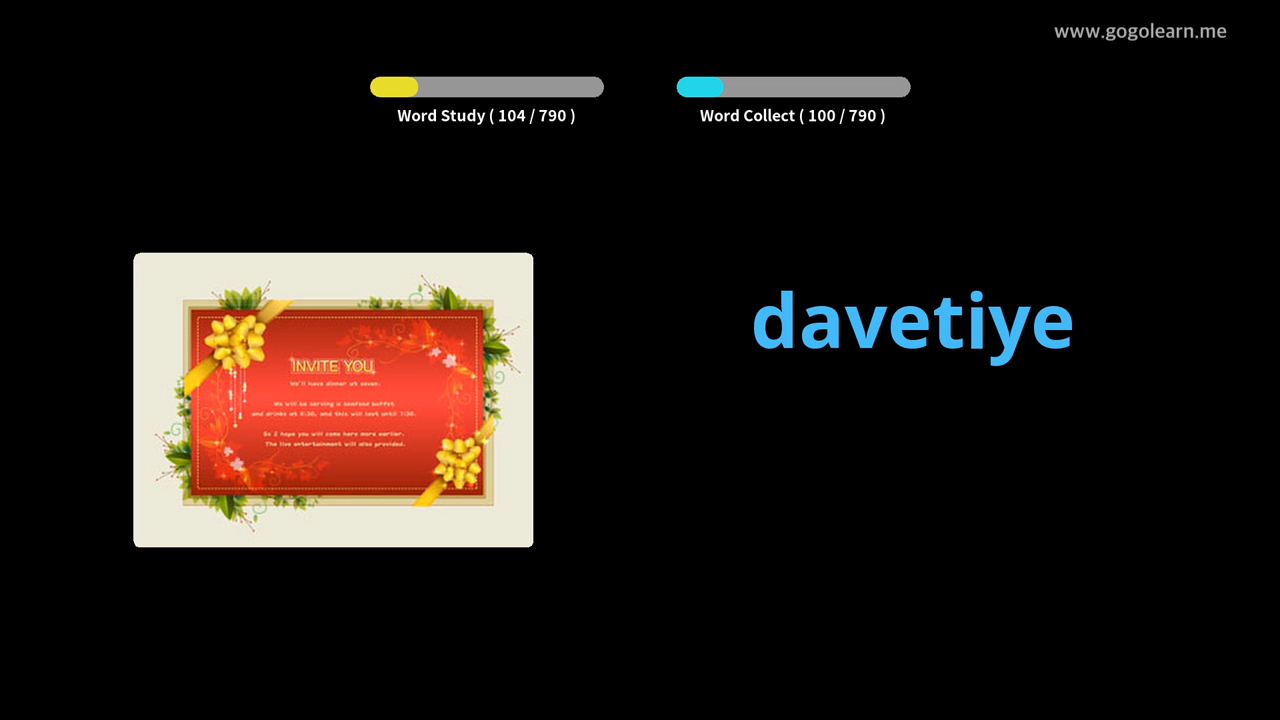 www.gogolearn.me
Word Study ( 104 / 790 )
Word Collect ( 100 / 790 )
davetiye
INVITE YOU
We'll have dinner at seven.
We will be serving a seafood buffet
and drinks at 6:30, and this will last until 7:30.
So I hope you will come here more earlier.
The live entertainment will also provided.